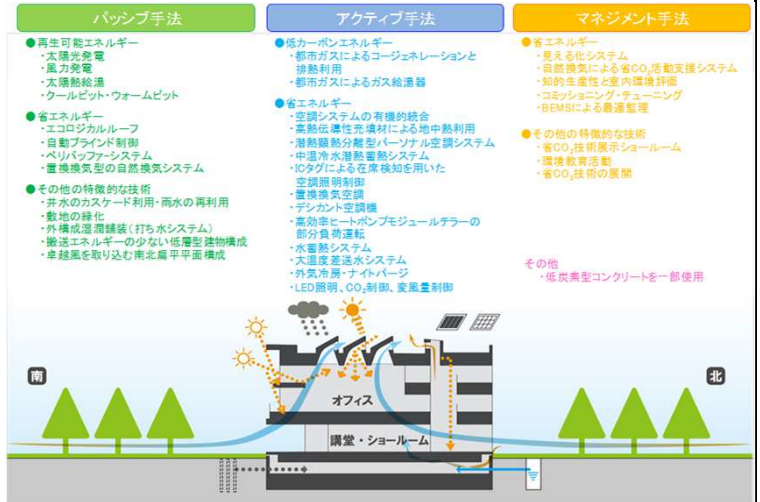 パッシブ手法
●再生可能エネルギー
・太陽光発電
・風力発電
・太陽熱給湯
・クールピット・ウォームピット
●省エネルギー
・エコロジカルルーフ
・自動ブラインド制御
・ペリバッファーシステム
・置換換気型の自然換気システム
●その他の特徴的な技術
・井水のカスケード利用・雨水の再利用
・敷地の緑化
・外構成湿潤舗装（打ち水システム）
・搬送エネルギーの少ない低層型建物構成
・卓越風を取り込む南北扁平平面構成
アクティブ手法
●低カーボンエネルギー
・都市ガスによるコージェネレーションと
排熱利用
・都市ガスによるガス給湯器
●省エネルギー
・空調システムの有機的統合
・高熱伝導性充填材による地中熱利用
・潜熱顕熱分離型パーソナル空調システム
・中温冷水潜熱蓄熱システム
・ICタグによる在席検知を用いた
空調照明制御
・置換換気空調
・デシカント空調機
・高効率ヒートポンプモジュールチラーの
部分負荷運転
・水蓄熱システム
・大温度差送水システム
・外気冷房・ナイトパージ
・LED照明、CO₂制御、変風量制御
マネジメント手法
●省エネルギー
・見える化システム
・自然換気による省CO₂活動支援システム
・知的生産性と室内環境評価
・コミッショニング・チューニング
・BEMSによる最適監理
●その他の特徴的な技術
・省CO₂技術展示ショールーム
・環境教育活動
・省CO₂技術の展開
その他
・低炭素型コンクリートを一部使用
南
北
オフィス
講堂・ショールーム